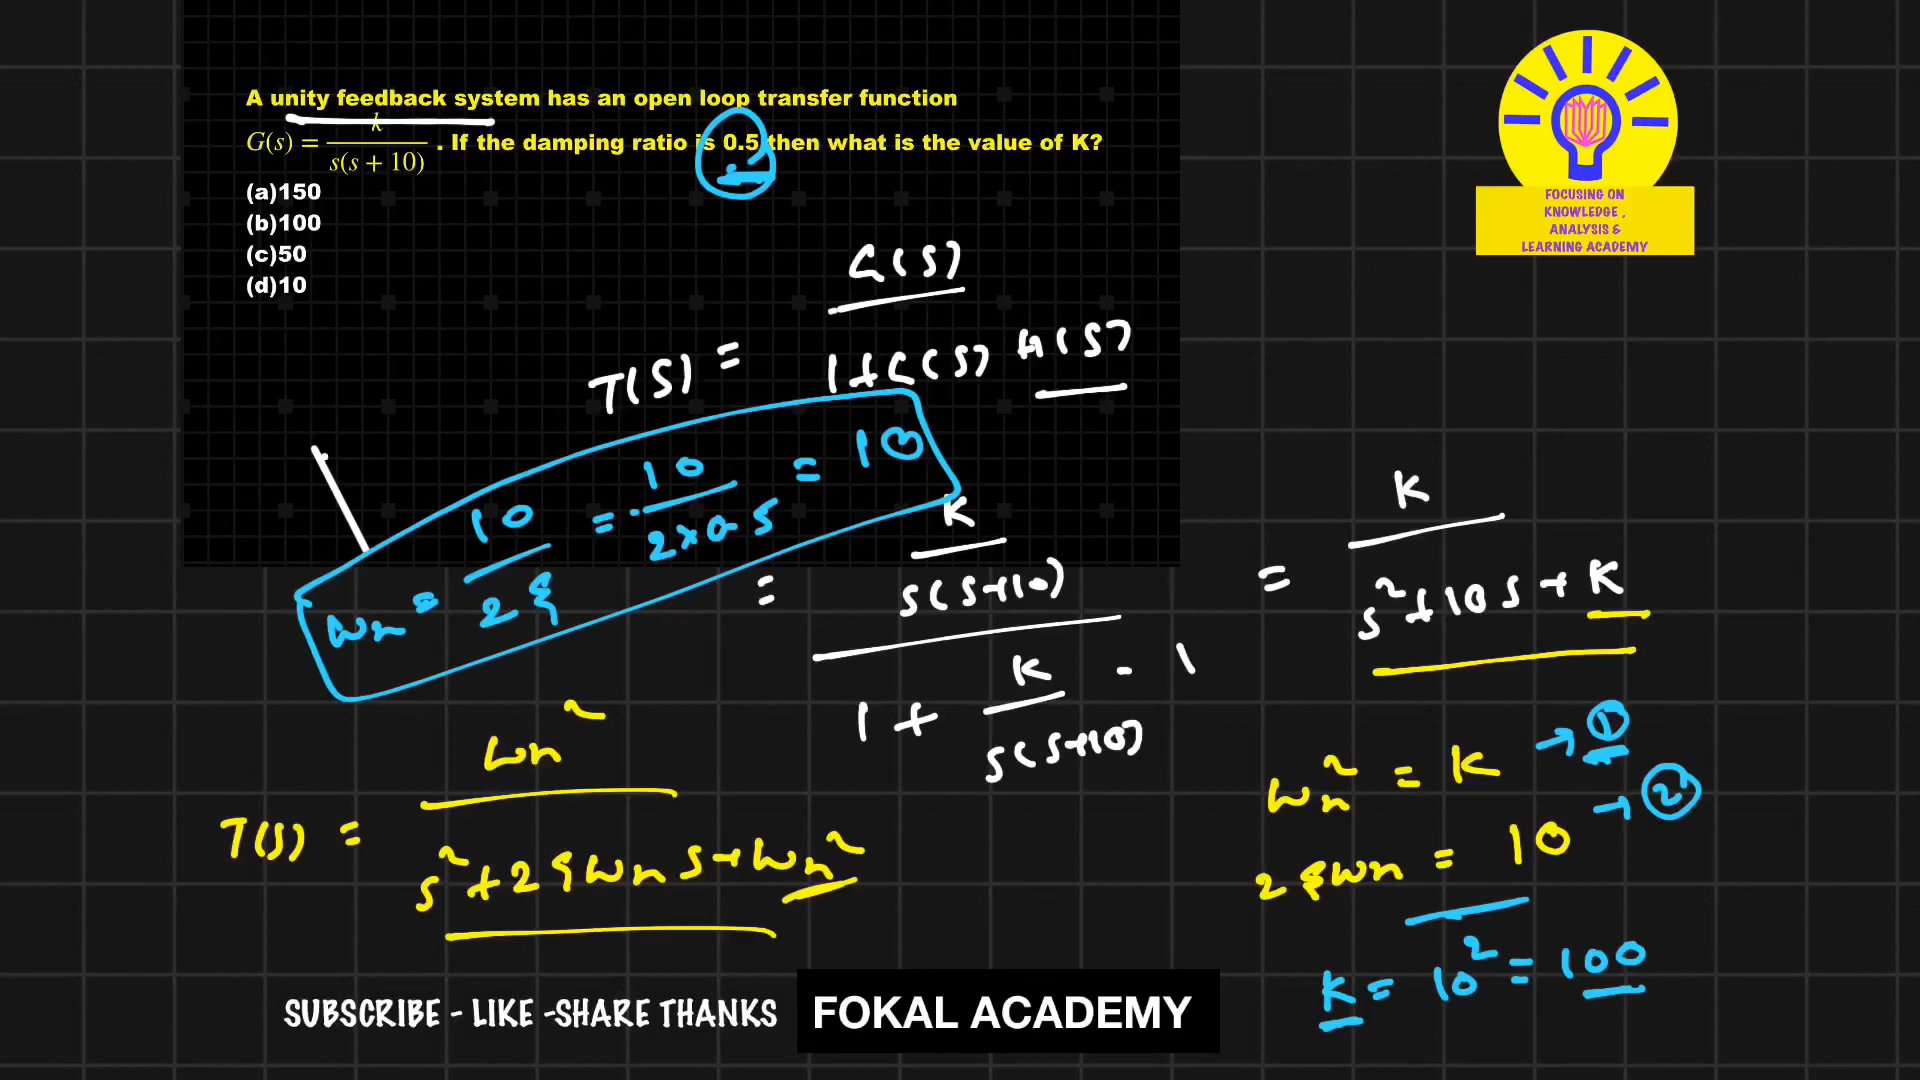 A unity feedback system has an open loop transfer function
G(s) = k / s(s + 10) . If the damping ratio is 0.5 then what is the value of K?
(a)150
(b)100
(c)50
(d)10
FOCUSING ON
KNOWLEDGE ,
ANALYSIS &
LEARNING ACADEMY
T(S) = G(S) / 1+G(S) H(S)
ωn = 10 / 2ξ = 10 / 2×0.5 = 10
= K / S(S+10) / 1 + K / S(S+10) · 1
= K / S²+10S+K
T(S) = ωn² / S²+2ξωnS+ωn²
ωn² = K → ①
2ξωn = 10 → ②
K = 10² = 100
SUBSCRIBE - LIKE -SHARE THANKS
FOKAL ACADEMY